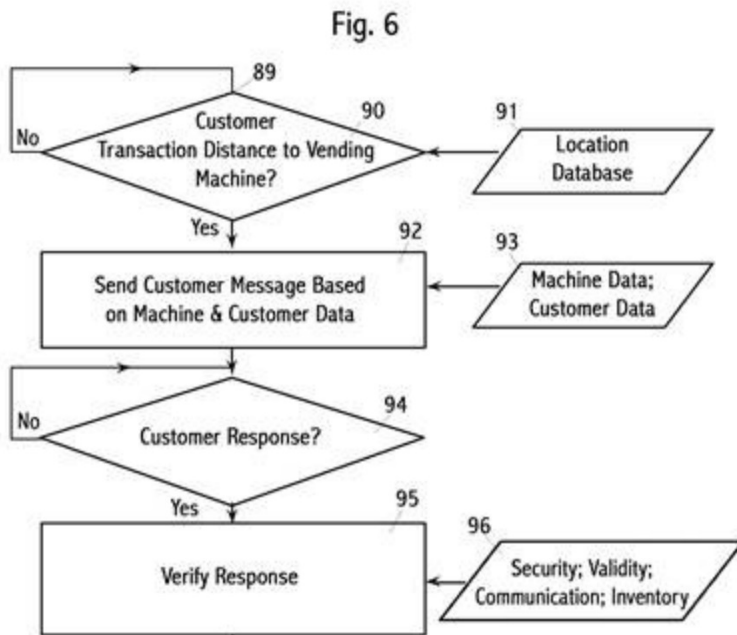 Fig. 6
89
90
Customer
Transaction Distance to Vending
Machine?
No
91
Location
Database
Yes
92
Send Customer Message Based
on Machine & Customer Data
93
Machine Data;
Customer Data
No
94
Customer Response?
Yes
95
Verify Response
96
Security; Validity;
Communication; Inventory